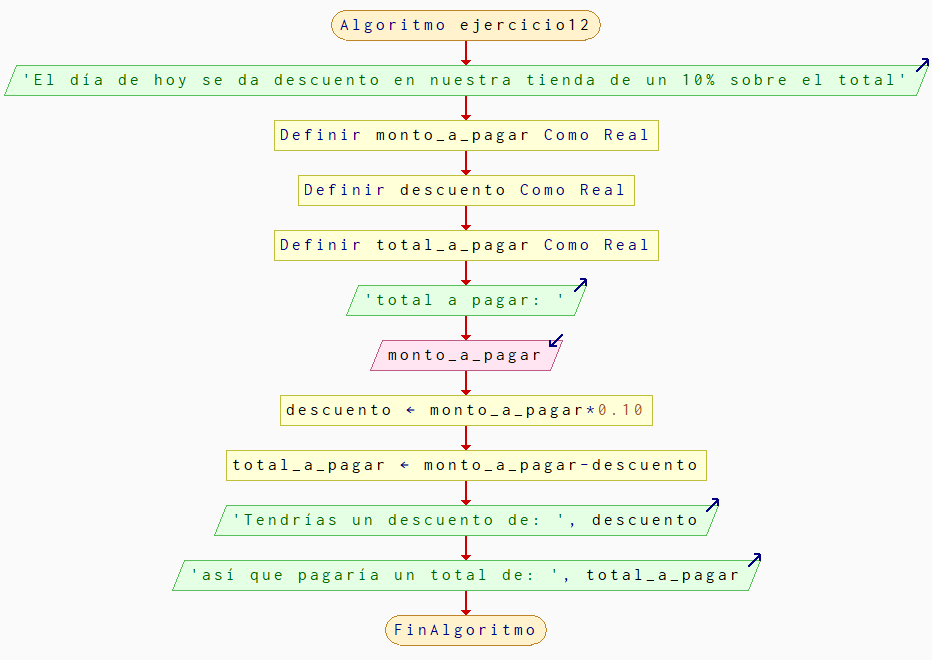 Algoritmo ejercicio12
'El día de hoy se da descuento en nuestra tienda de un 10% sobre el total'
Definir monto_a_pagar Como Real
Definir descuento Como Real
Definir total_a_pagar Como Real
'total a pagar: '
monto_a_pagar
descuento ← monto_a_pagar*0.10
total_a_pagar ← monto_a_pagar-descuento
'Tendrías un descuento de: ', descuento
'así que pagaría un total de: ', total_a_pagar
FinAlgoritmo